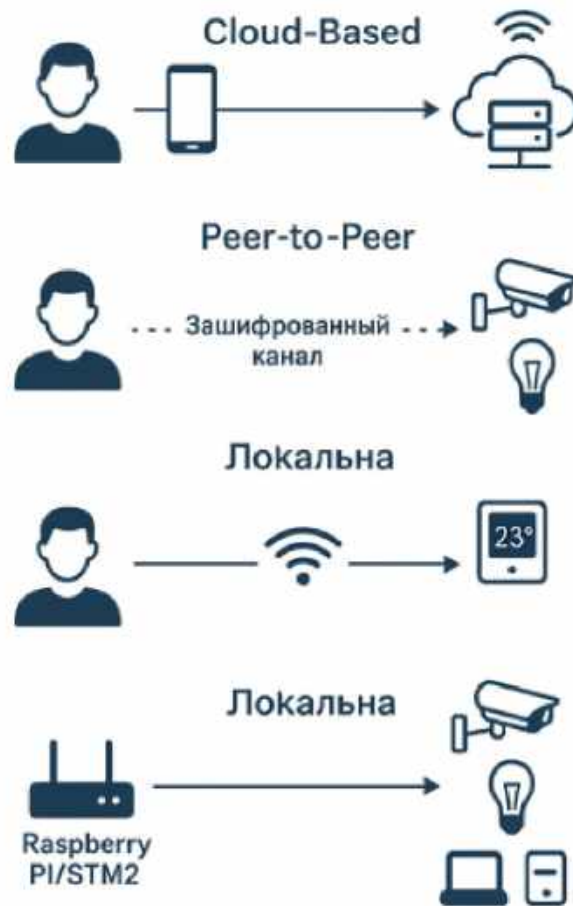 Cloud-Based
Peer-to-Peer
Зашифрованный
канал
Локальна
23°
Локальна
Raspberry
PI/STM2